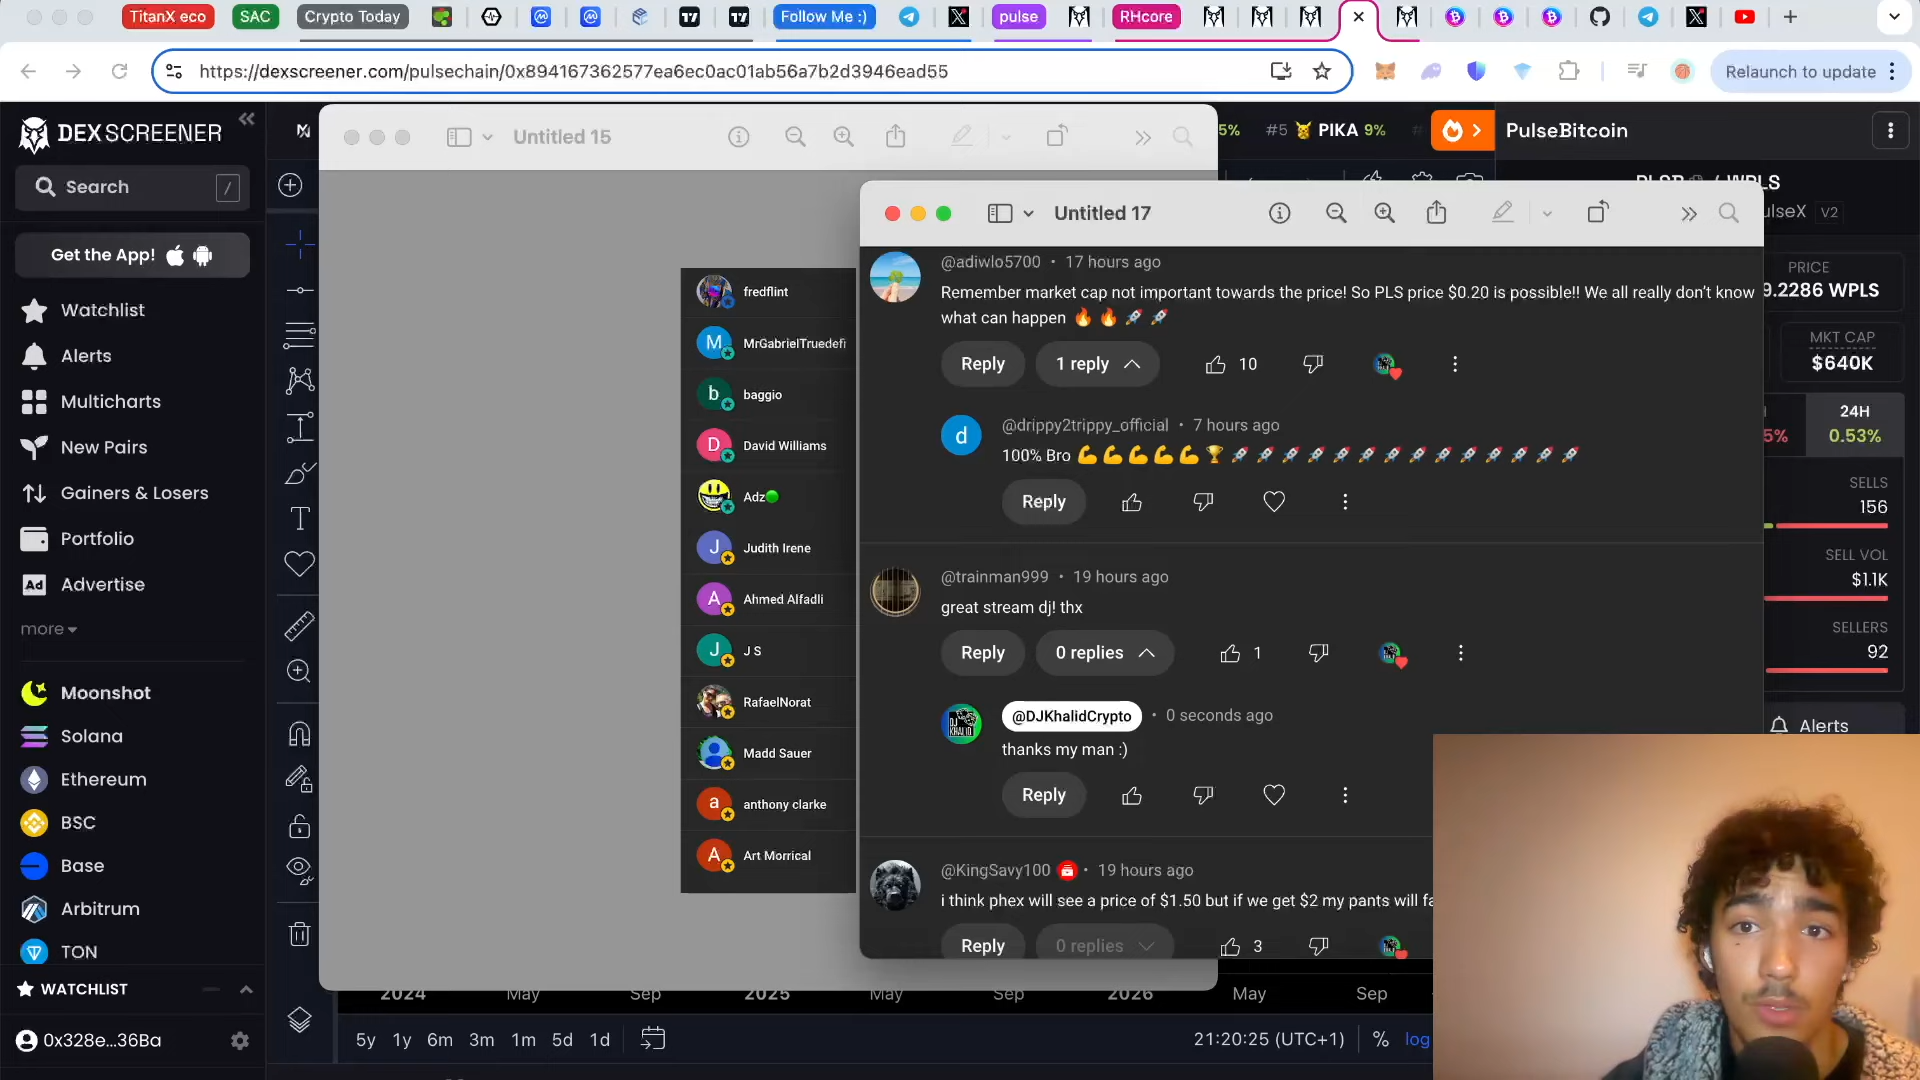 TitanX eco
SAC
Crypto Today
Follow Me :)
pulse
RHcore
https://dexscreener.com/pulsechain/0x894167362577ea6ec0ac01ab56a7b2d3946ead55
Relaunch to update
DEX SCREENER
Search
/
Get the App!
Watchlist
Alerts
Multicharts
New Pairs
Gainers & Losers
Portfolio
Ad
Advertise
more
Moonshot
Solana
Ethereum
BSC
Base
Arbitrum
TON
WATCHLIST
0x328e...36Ba
Untitled 15
fredflint
M
MrGabrielTruedefi
b
baggio
D
David Williams
Adz
J
Judith Irene
A
Ahmed Alfadli
J
J S
RafaelNorat
Madd Sauer
a
anthony clarke
A
Art Morrical
5%
#5
PIKA 9%
PulseBitcoin
Untitled 17
@adiwlo5700 • 17 hours ago
Remember market cap not important towards the price! So PLS price $0.20 is possible!! We all really don't know
what can happen 🔥 🔥 🚀 🚀
Reply
1 reply
10
d
@drippy2trippy_official • 7 hours ago
100% Bro 💪💪💪💪💪🏆🚀🚀🚀🚀🚀🚀🚀🚀🚀🚀🚀🚀🚀🚀
Reply
@trainman999 • 19 hours ago
great stream dj! thx
Reply
0 replies
1
@DJKhalidCrypto • 0 seconds ago
thanks my man :)
Reply
@KingSavy100 • 19 hours ago
i think phex will see a price of $1.50 but if we get $2 my pants will fa
Reply
0 replies
3
V2
PRICE
9.2286 WPLS
MKT CAP
$640K
24H
5%
0.53%
SELLS
156
SELL VOL
$1.1K
SELLERS
92
Alerts
2024
May
Sep
2025
May
Sep
2026
May
Sep
5y
1y
6m
3m
1m
5d
1d
21:20:25 (UTC+1)
%
log